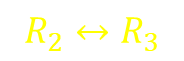 R₂ ↔ R₃